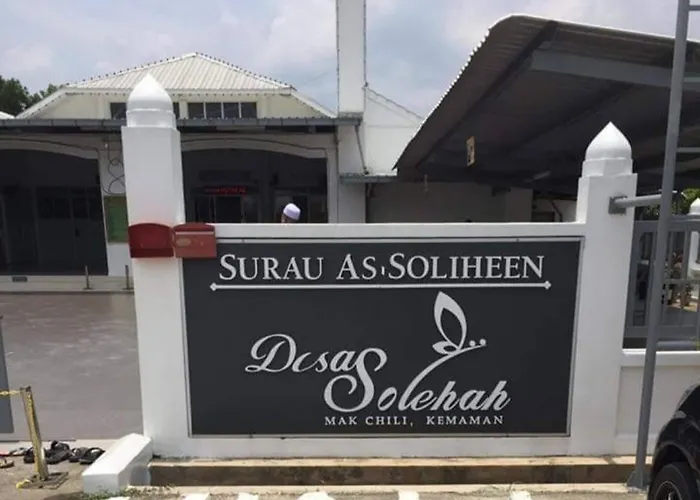 SURAU AS-SOLIHEEN
Desa
Solehah
MAK CHILI, KEMAMAN